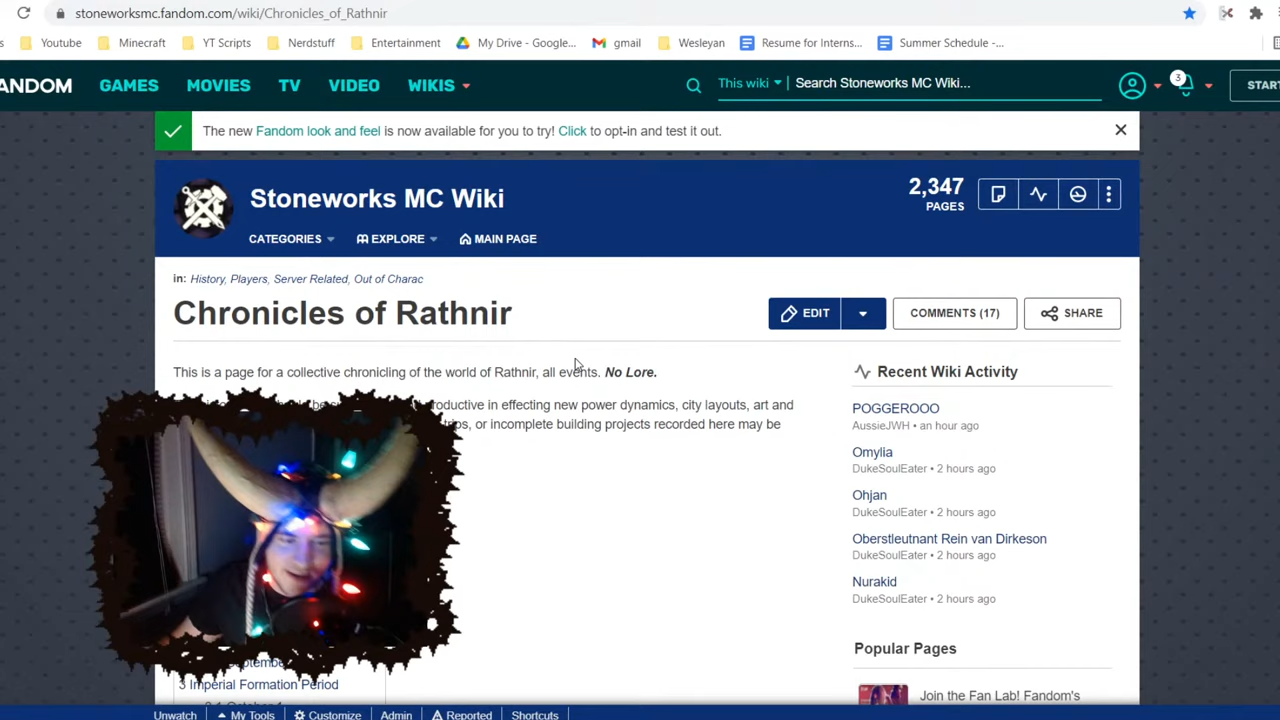 stoneworksmc.fandom.com/wiki/Chronicles_of_Rathnir
Youtube Minecraft YT Scripts Nerdstuff Entertainment My Drive - Google... gmail Wesleyan Resume for Interns... Summer Schedule -...
ANDOM GAMES MOVIES TV VIDEO WIKIS This wiki Search Stoneworks MC Wiki... 3 START
The new Fandom look and feel is now available for you to try! Click to opt-in and test it out.
Stoneworks MC Wiki
2,347
PAGES
CATEGORIES EXPLORE MAIN PAGE
in: History, Players, Server Related, Out of Charac
Chronicles of Rathnir
EDIT COMMENTS (17) SHARE
This is a page for a collective chronicling of the world of Rathnir, all events. No Lore.
productive in effecting new power dynamics, city layouts, art and
or incomplete building projects recorded here may be
3 Imperial Formation Period
Recent Wiki Activity
POGGEROOO
AussieJWH • an hour ago
Omylia
DukeSoulEater • 2 hours ago
Ohjan
DukeSoulEater • 2 hours ago
Oberstleutnant Rein van Dirkeson
DukeSoulEater • 2 hours ago
Nurakid
DukeSoulEater • 2 hours ago
Popular Pages
Join the Fan Lab! Fandom's
Unwatch My Tools Customize Admin Reported Shortcuts